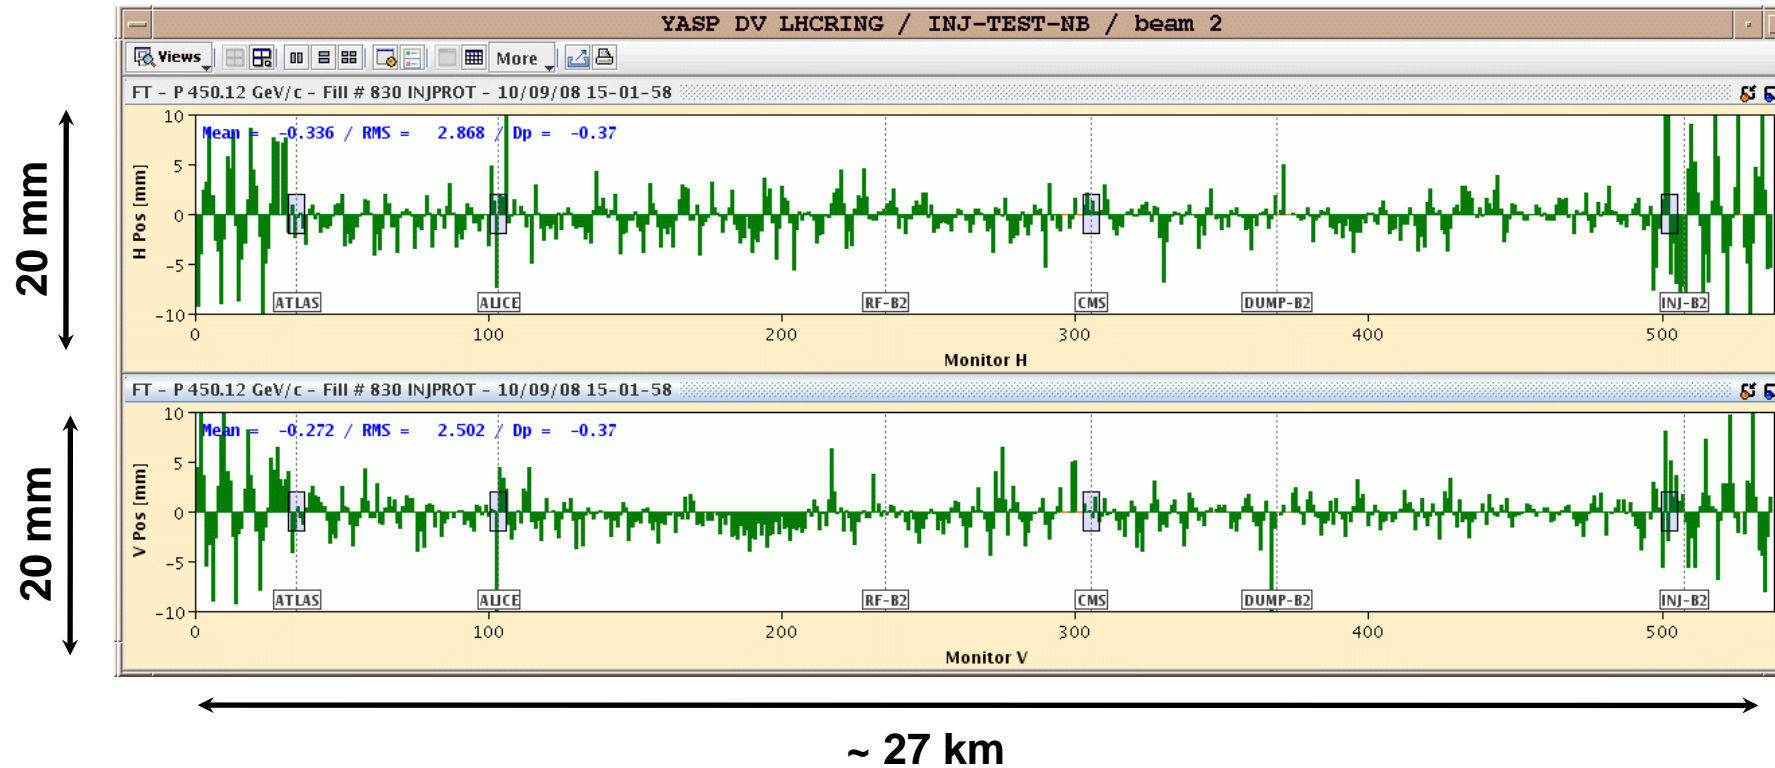 YASP DV LHCRING / INJ-TEST-NB / beam 2
Views
More
FT - P 450.12 GeV/c - Fill # 830 INJPROT - 10/09/08 15-01-58
Mean = -0.336 / RMS = 2.868 / Dp = -0.37
20 mm
H Pos [mm]
10
5
0
-5
-10
ATLAS
ALICE
RF-B2
CMS
DUMP-B2
INJ-B2
0 100 200 300 400 500
Monitor H
FT - P 450.12 GeV/c - Fill # 830 INJPROT - 10/09/08 15-01-58
Mean = -0.272 / RMS = 2.502 / Dp = -0.37
20 mm
V Pos [mm]
10
5
0
-5
-10
ATLAS
ALICE
RF-B2
CMS
DUMP-B2
INJ-B2
0 100 200 300 400 500
Monitor V
~ 27 km